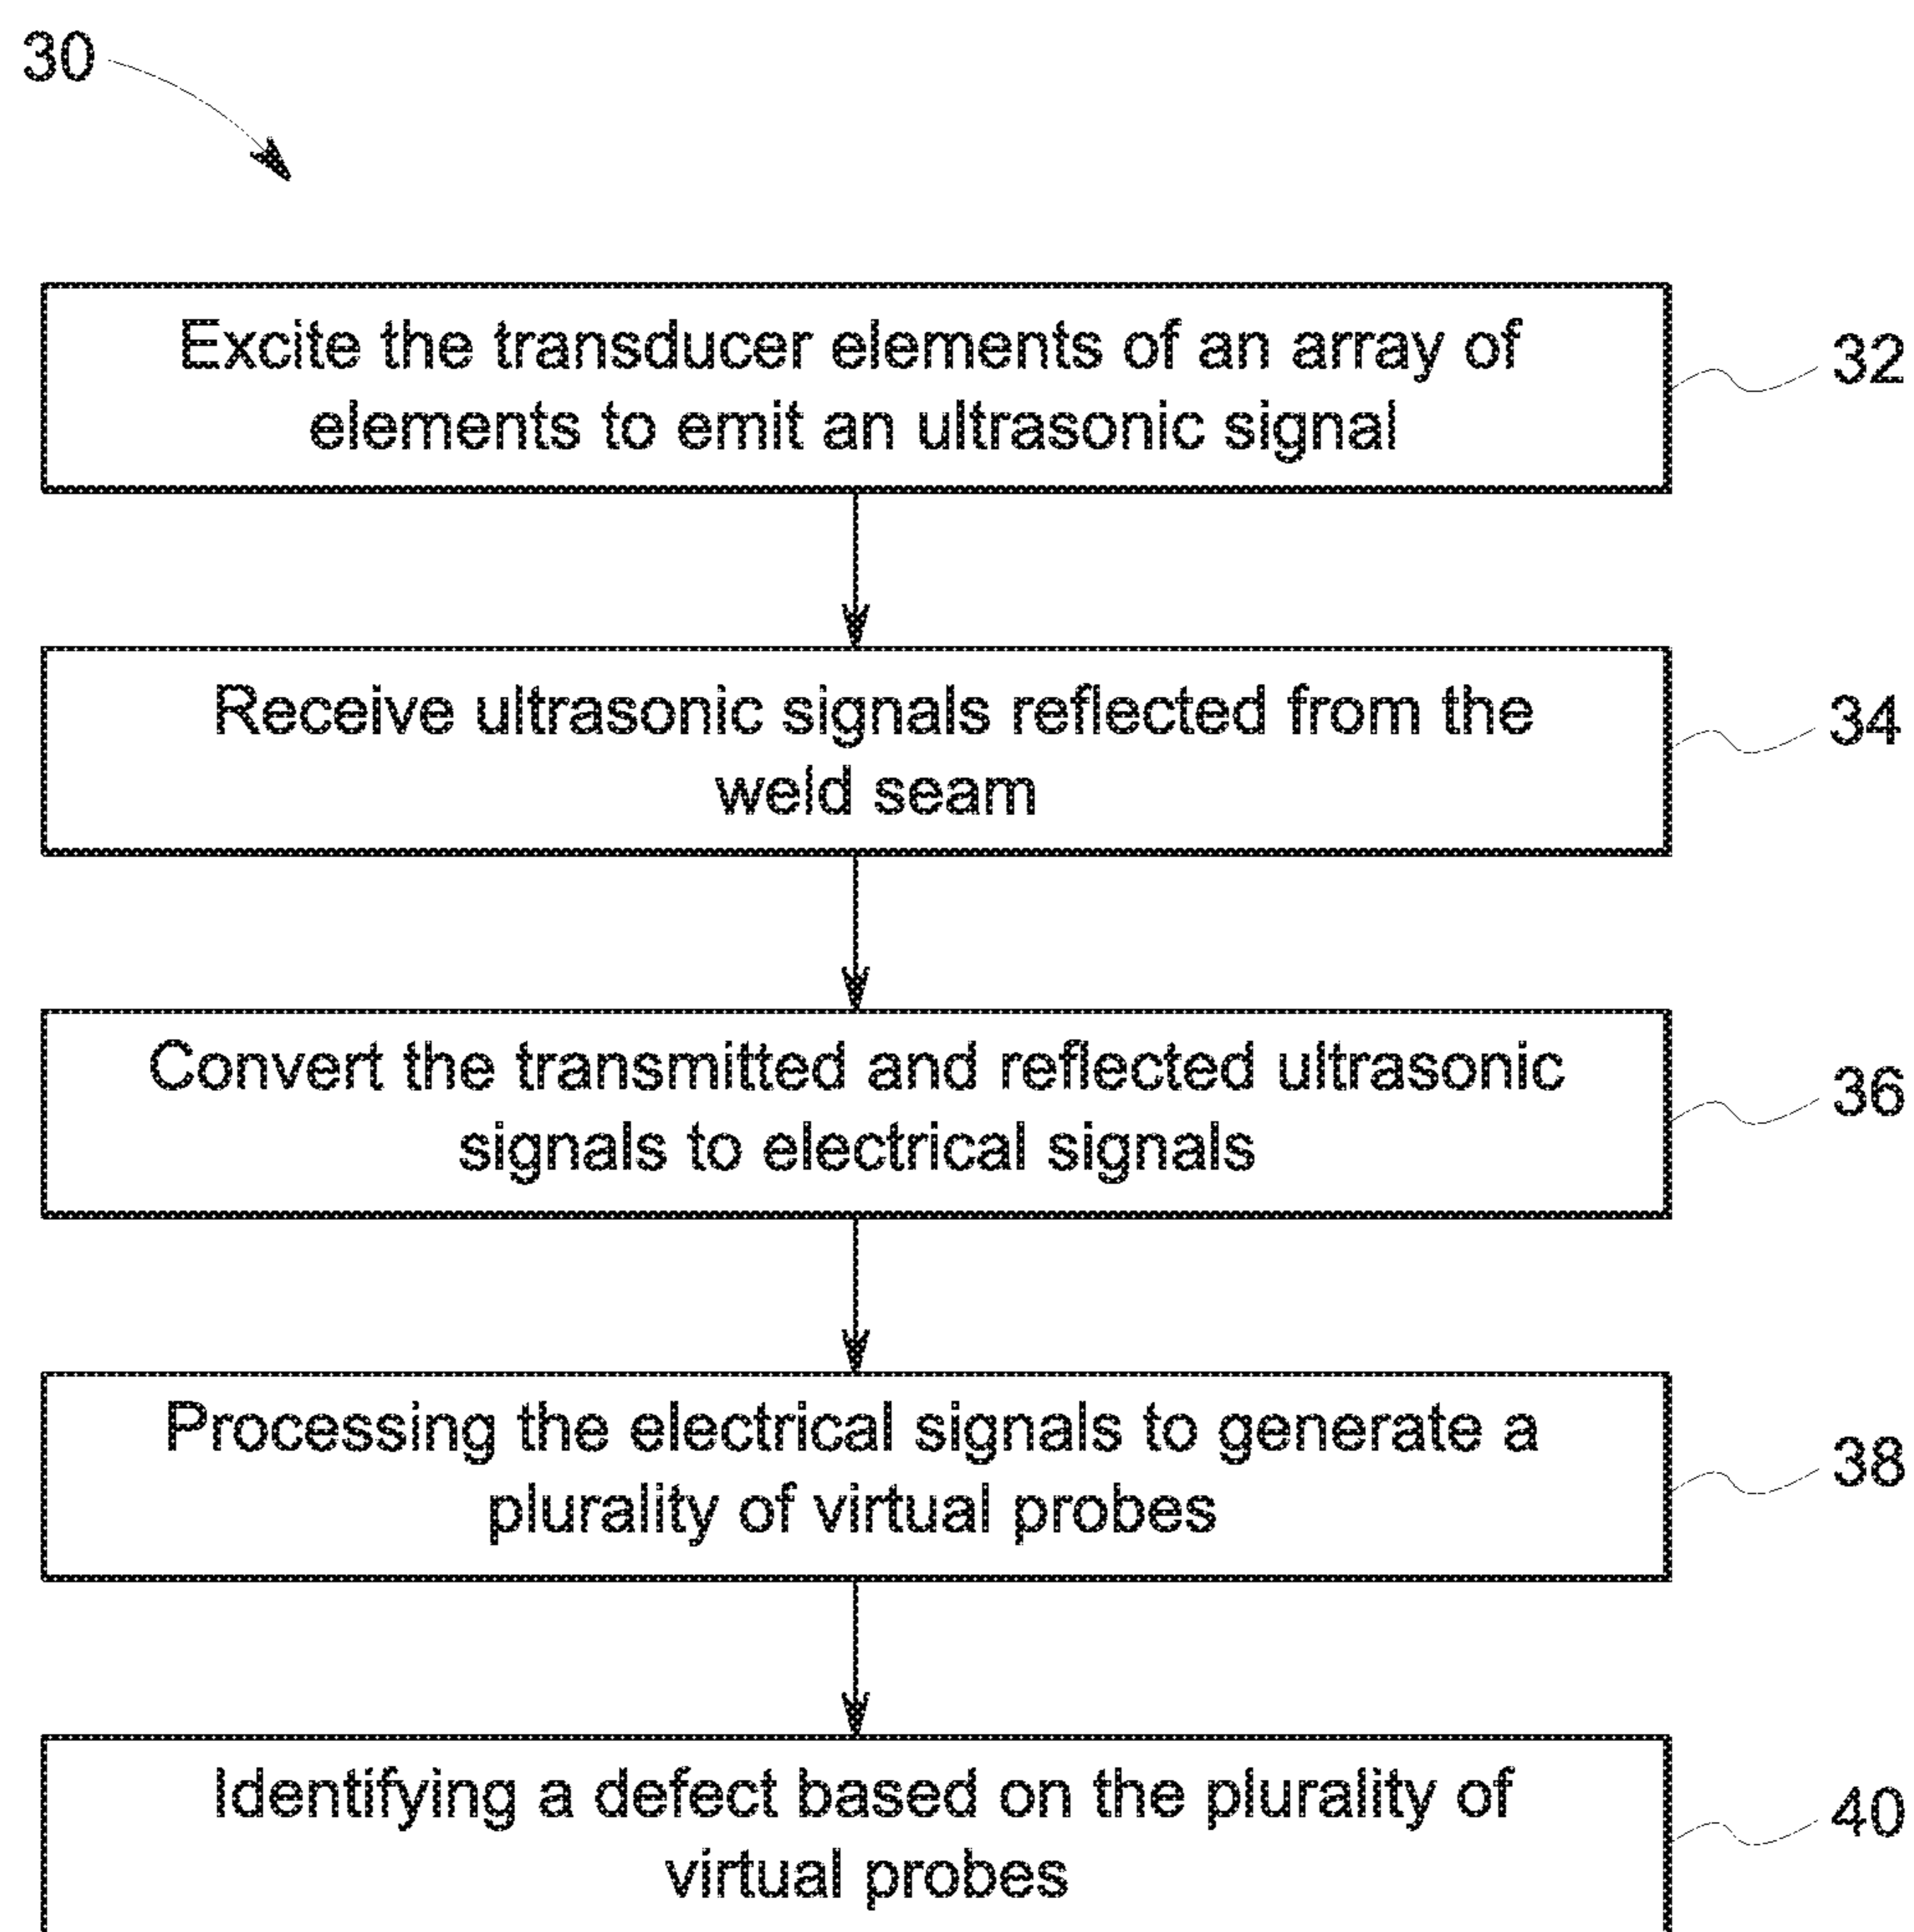 30
Excite the transducer elements of an array of
elements to emit an ultrasonic signal
32
Receive ultrasonic signals reflected from the
weld seam
34
Convert the transmitted and reflected ultrasonic
signals to electrical signals
36
Processing the electrical signals to generate a
plurality of virtual probes
38
Identifying a defect based on the plurality of
virtual probes
40